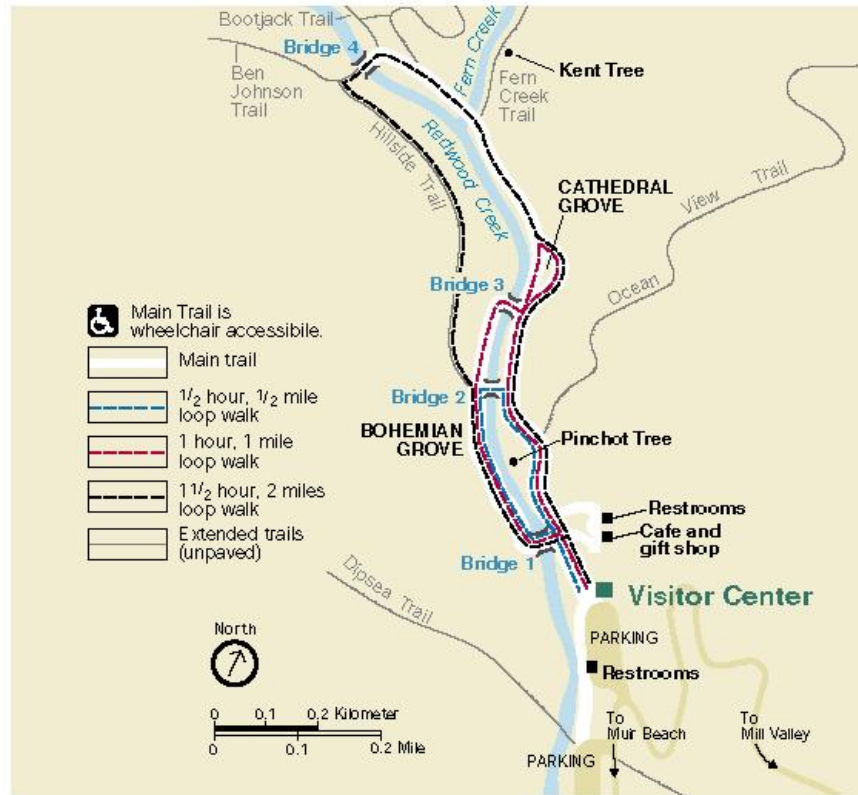 Bootjack Trail
Bridge 4
Ben
Johnson
Trail
Fern Creek
Kent Tree
Fern
Creek
Trail
Hillside Trail
Redwood Creek
CATHEDRAL
GROVE
View Trail
Ocean
Bridge 3
Main Trail is
wheelchair accessibile.
Main trail
1/2 hour, 1/2 mile
loop walk
1 hour, 1 mile
loop walk
1 1/2 hour, 2 miles
loop walk
Extended trails
(unpaved)
Bridge 2
BOHEMIAN
GROVE
Pinchot Tree
Restrooms
Cafe and
gift shop
Bridge 1
Dipsea Trail
Visitor Center
North
PARKING
Restrooms
0 0.1 0.2 Kilometer
0 0.1 0.2 Mile
To
Muir Beach
To
Mill Valley
PARKING